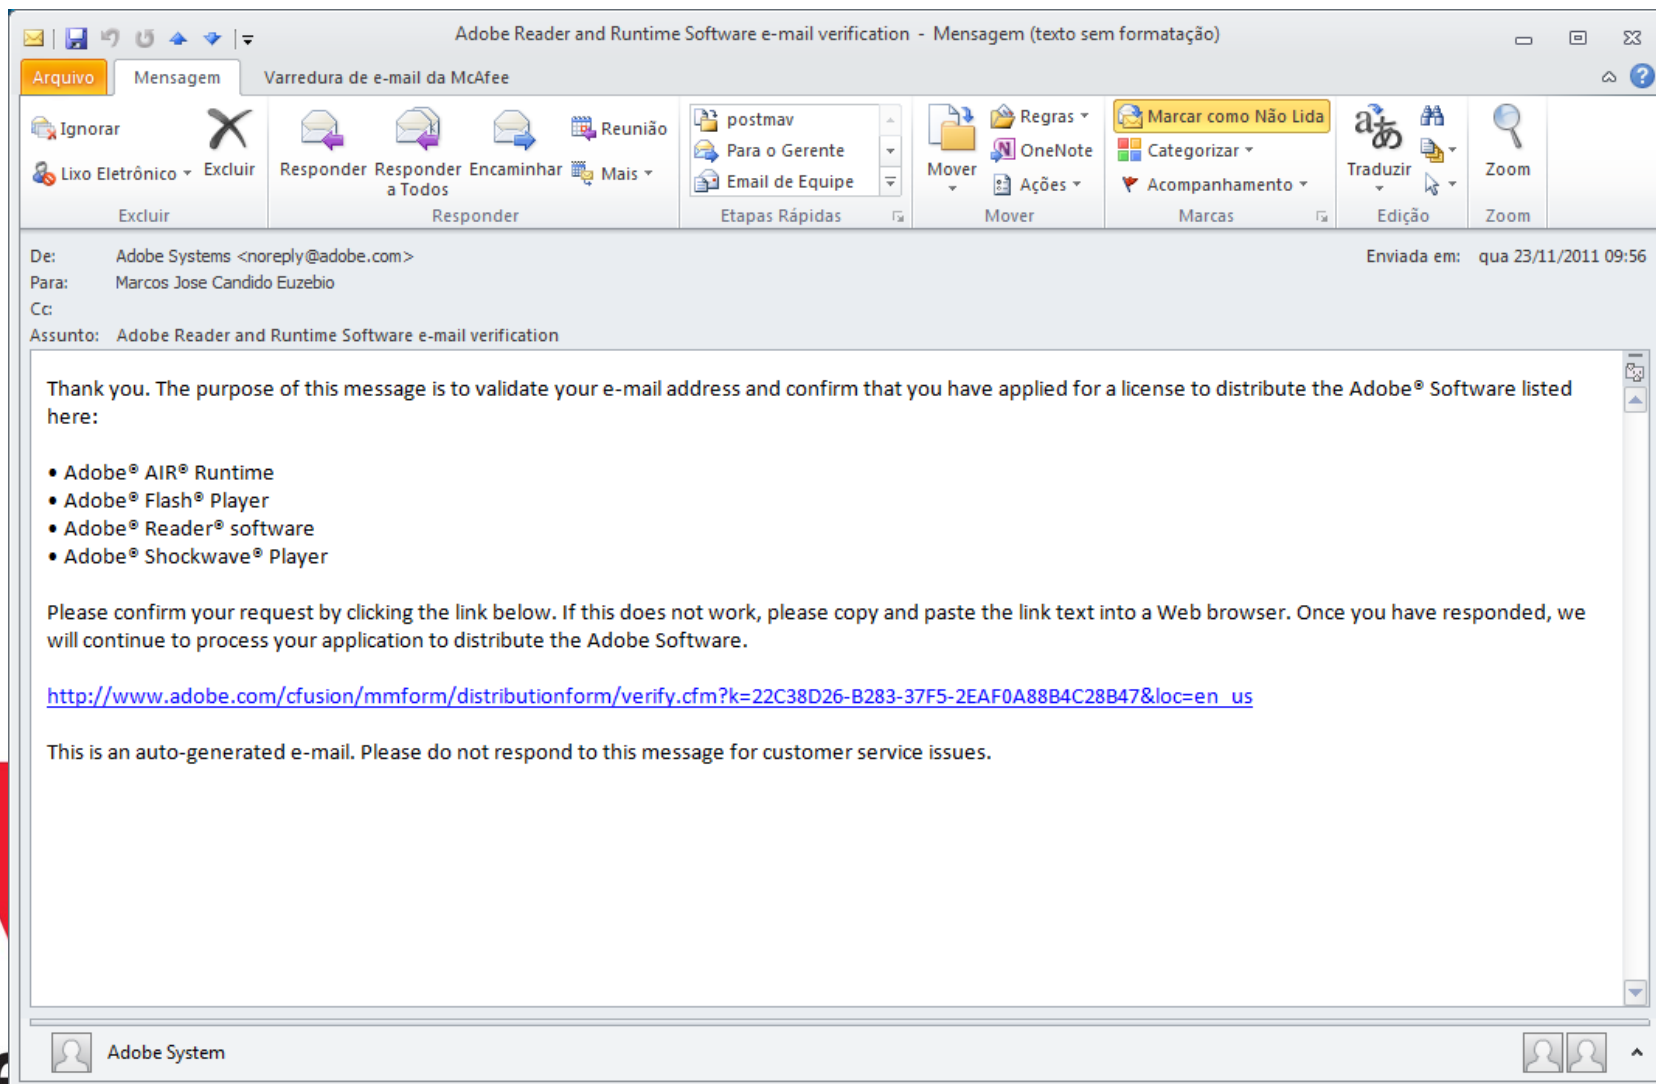 Adobe Reader and Runtime Software e-mail verification - Mensagem (texto sem formatação)
Arquivo Mensagem Varredura de e-mail da McAfee
Ignorar
Lixo Eletrônico
Excluir
Excluir
Responder
Responder a Todos
Encaminhar
Reunião
Mais
Responder
postmav
Para o Gerente
Email de Equipe
Etapas Rápidas
Mover
Regras
OneNote
Ações
Mover
Marcar como Não Lida
Categorizar
Acompanhamento
Marcas
Traduzir
Edição
Zoom
Zoom
De: Adobe Systems <noreply@adobe.com> Enviada em: qua 23/11/2011 09:56
Para: Marcos Jose Candido Euzebio
Cc:
Assunto: Adobe Reader and Runtime Software e-mail verification
Thank you. The purpose of this message is to validate your e-mail address and confirm that you have applied for a license to distribute the Adobe® Software listed
here:
• Adobe® AIR® Runtime
• Adobe® Flash® Player
• Adobe® Reader® software
• Adobe® Shockwave® Player
Please confirm your request by clicking the link below. If this does not work, please copy and paste the link text into a Web browser. Once you have responded, we
will continue to process your application to distribute the Adobe Software.
http://www.adobe.com/cfusion/mmform/distributionform/verify.cfm?k=22C38D26-B283-37F5-2EAF0A88B4C28B47&loc=en_us
This is an auto-generated e-mail. Please do not respond to this message for customer service issues.
Adobe System